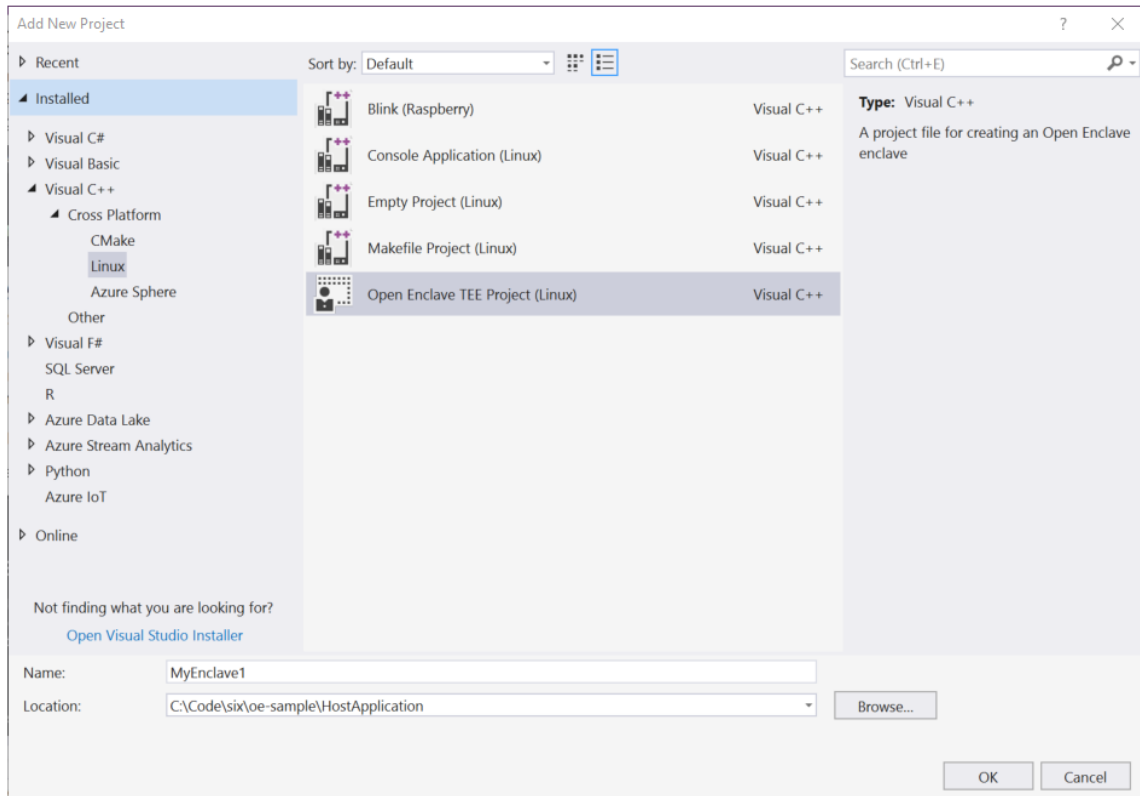 Add New Project
?
Recent
Installed
Visual C#
Visual Basic
Visual C++
Cross Platform
CMake
Linux
Azure Sphere
Other
Visual F#
SQL Server
R
Azure Data Lake
Azure Stream Analytics
Python
Azure IoT
Online
Not finding what you are looking for?
Open Visual Studio Installer
Sort by: Default
Blink (Raspberry) Visual C++
Console Application (Linux) Visual C++
Empty Project (Linux) Visual C++
Makefile Project (Linux) Visual C++
Open Enclave TEE Project (Linux) Visual C++
Search (Ctrl+E)
Type: Visual C++
A project file for creating an Open Enclave
enclave
Name: MyEnclave1
Location: C:\Code\six\oe-sample\HostApplication Browse...
OK Cancel